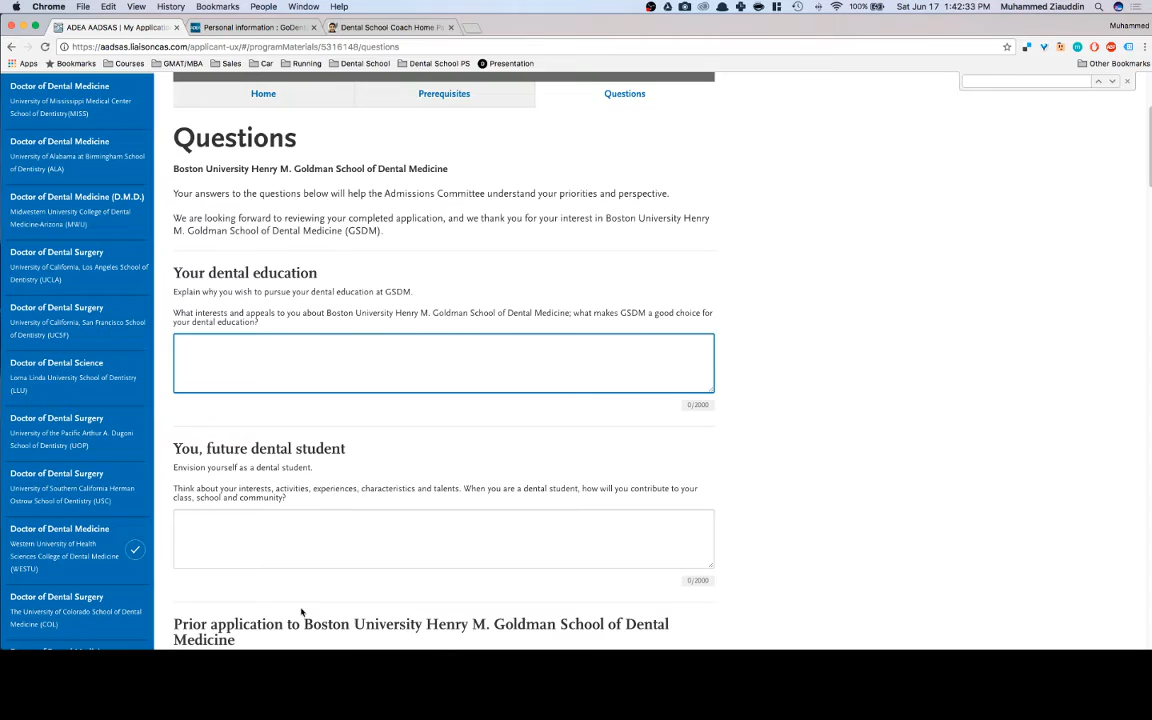 Chrome File Edit View History Bookmarks People Window Help 100% Sat Jun 17 1:42:33 PM Muhammed Ziauddin
ADEA AADSAS | My Applicatio Personal information : GoDent Dental School Coach Home Pa Muhammed
https://aadsas.liaisoncas.com/applicant-ux/#/programMaterials/5316148/questions
Apps Bookmarks Courses GMAT/MBA Sales Car Running Dental School Dental School PS Presentation Other Bookmarks
Doctor of Dental Medicine
University of Mississippi Medical Center
School of Dentistry(MISS)
Doctor of Dental Medicine
University of Alabama at Birmingham School
of Dentistry (ALA)
Doctor of Dental Medicine (D.M.D.)
Midwestern University College of Dental
Medicine-Arizona (MWU)
Doctor of Dental Surgery
University of California, Los Angeles School of
Dentistry (UCLA)
Doctor of Dental Surgery
University of California, San Francisco School
of Dentistry (UCSF)
Doctor of Dental Science
Loma Linda University School of Dentistry
(LLU)
Doctor of Dental Surgery
University of the Pacific Arthur A. Dugoni
School of Dentistry (UOP)
Doctor of Dental Surgery
University of Southern California Herman
Ostrow School of Dentistry (USC)
Doctor of Dental Medicine
Western University of Health
Sciences College of Dental Medicine
(WESTU)
Doctor of Dental Surgery
The University of Colorado School of Dental
Medicine (COL)
Home Prerequisites Questions
Questions
Boston University Henry M. Goldman School of Dental Medicine
Your answers to the questions below will help the Admissions Committee understand your priorities and perspective.
We are looking forward to reviewing your completed application, and we thank you for your interest in Boston University Henry
M. Goldman School of Dental Medicine (GSDM).
Your dental education
Explain why you wish to pursue your dental education at GSDM.
What interests and appeals to you about Boston University Henry M. Goldman School of Dental Medicine; what makes GSDM a good choice for
your dental education?
0/2000
You, future dental student
Envision yourself as a dental student.
Think about your interests, activities, experiences, characteristics and talents. When you are a dental student, how will you contribute to your
class, school and community?
0/2000
Prior application to Boston University Henry M. Goldman School of Dental
Medicine